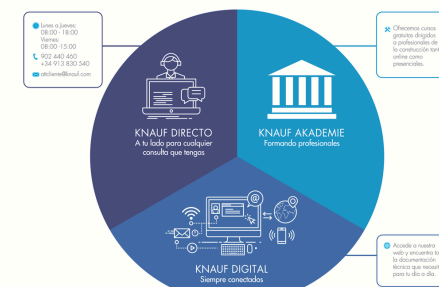 Lunes a Jueves:
08:00 - 18:00
Viernes:
08:00 -15:00
902 440 460
+34 913 830 540
atcliente@knauf.com
KNAUF DIRECTO
A tu lado para cualquier
consulta que tengas
KNAUF AKADEMIE
Formando profesionales
Ofrecemos cursos
gratuitos dirigidos
a profesionales de
la construcción tant
online como
presenciales.
KNAUF DIGITAL
Siempre conectados
Accede a nuestra
web y encuentra to
la documentación
técnica que necesit
para tu día a día.